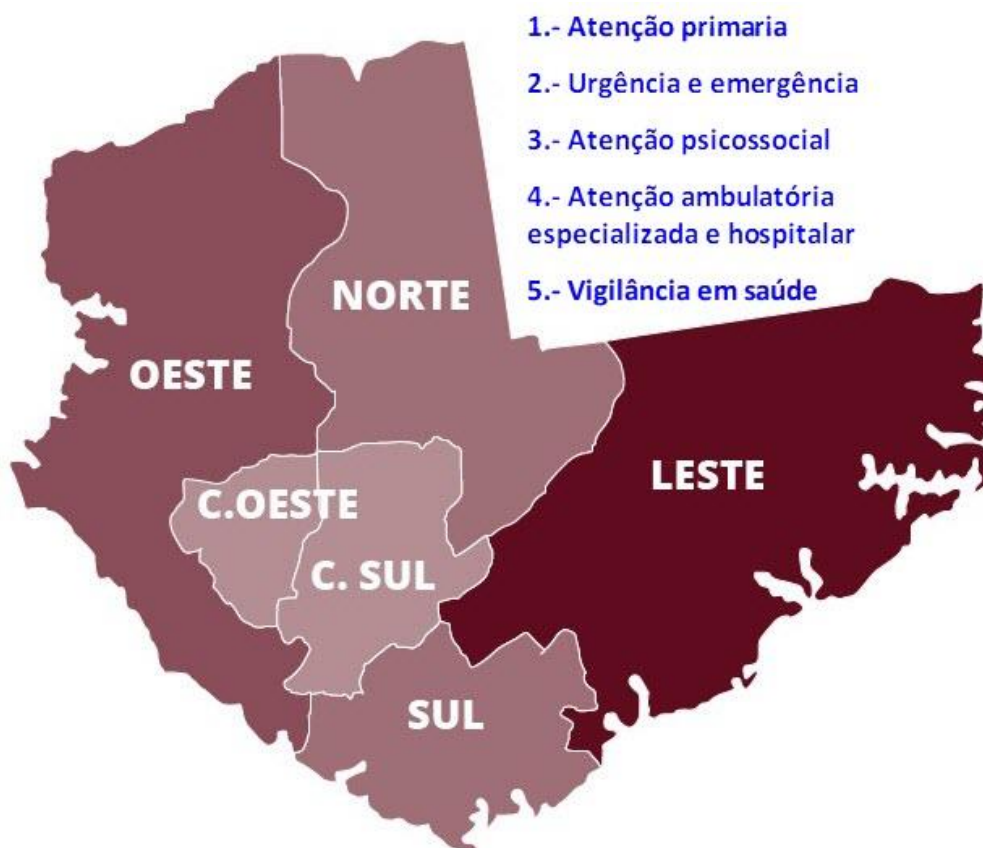 1.- Atenção primaria
2.- Urgência e emergência
3.- Atenção psicossocial
4.- Atenção ambulatória
especializada e hospitalar
5.- Vigilância em saúde
NORTE
OESTE
LESTE
C.OESTE
C. SUL
SUL